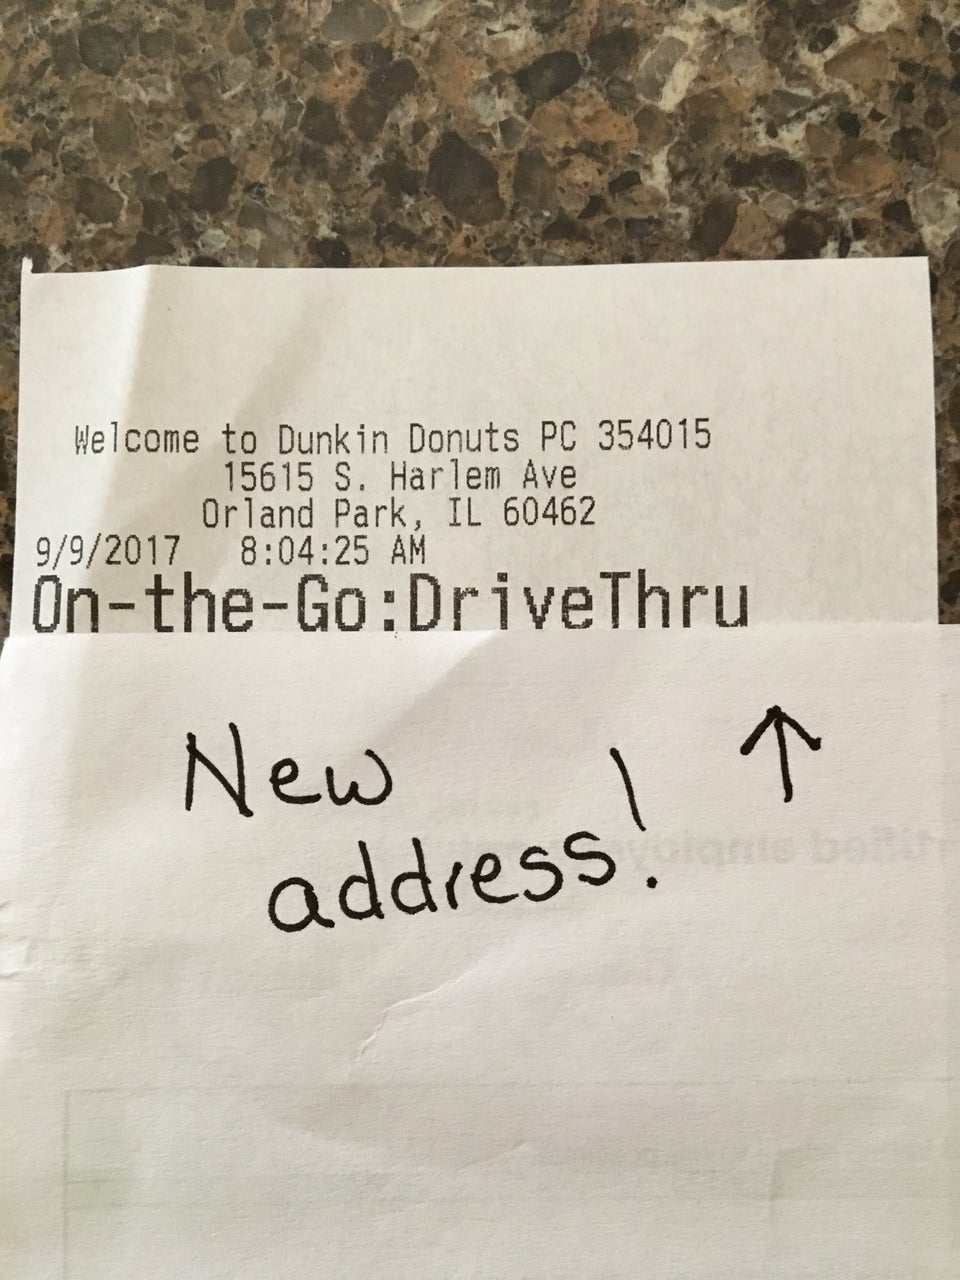 Welcome to Dunkin Donuts PC 354015
15615 S. Harlem Ave
Orland Park, IL 60462
9/9/2017 8:04:25 AM
On-the-Go:DriveThru
New ↑
address!